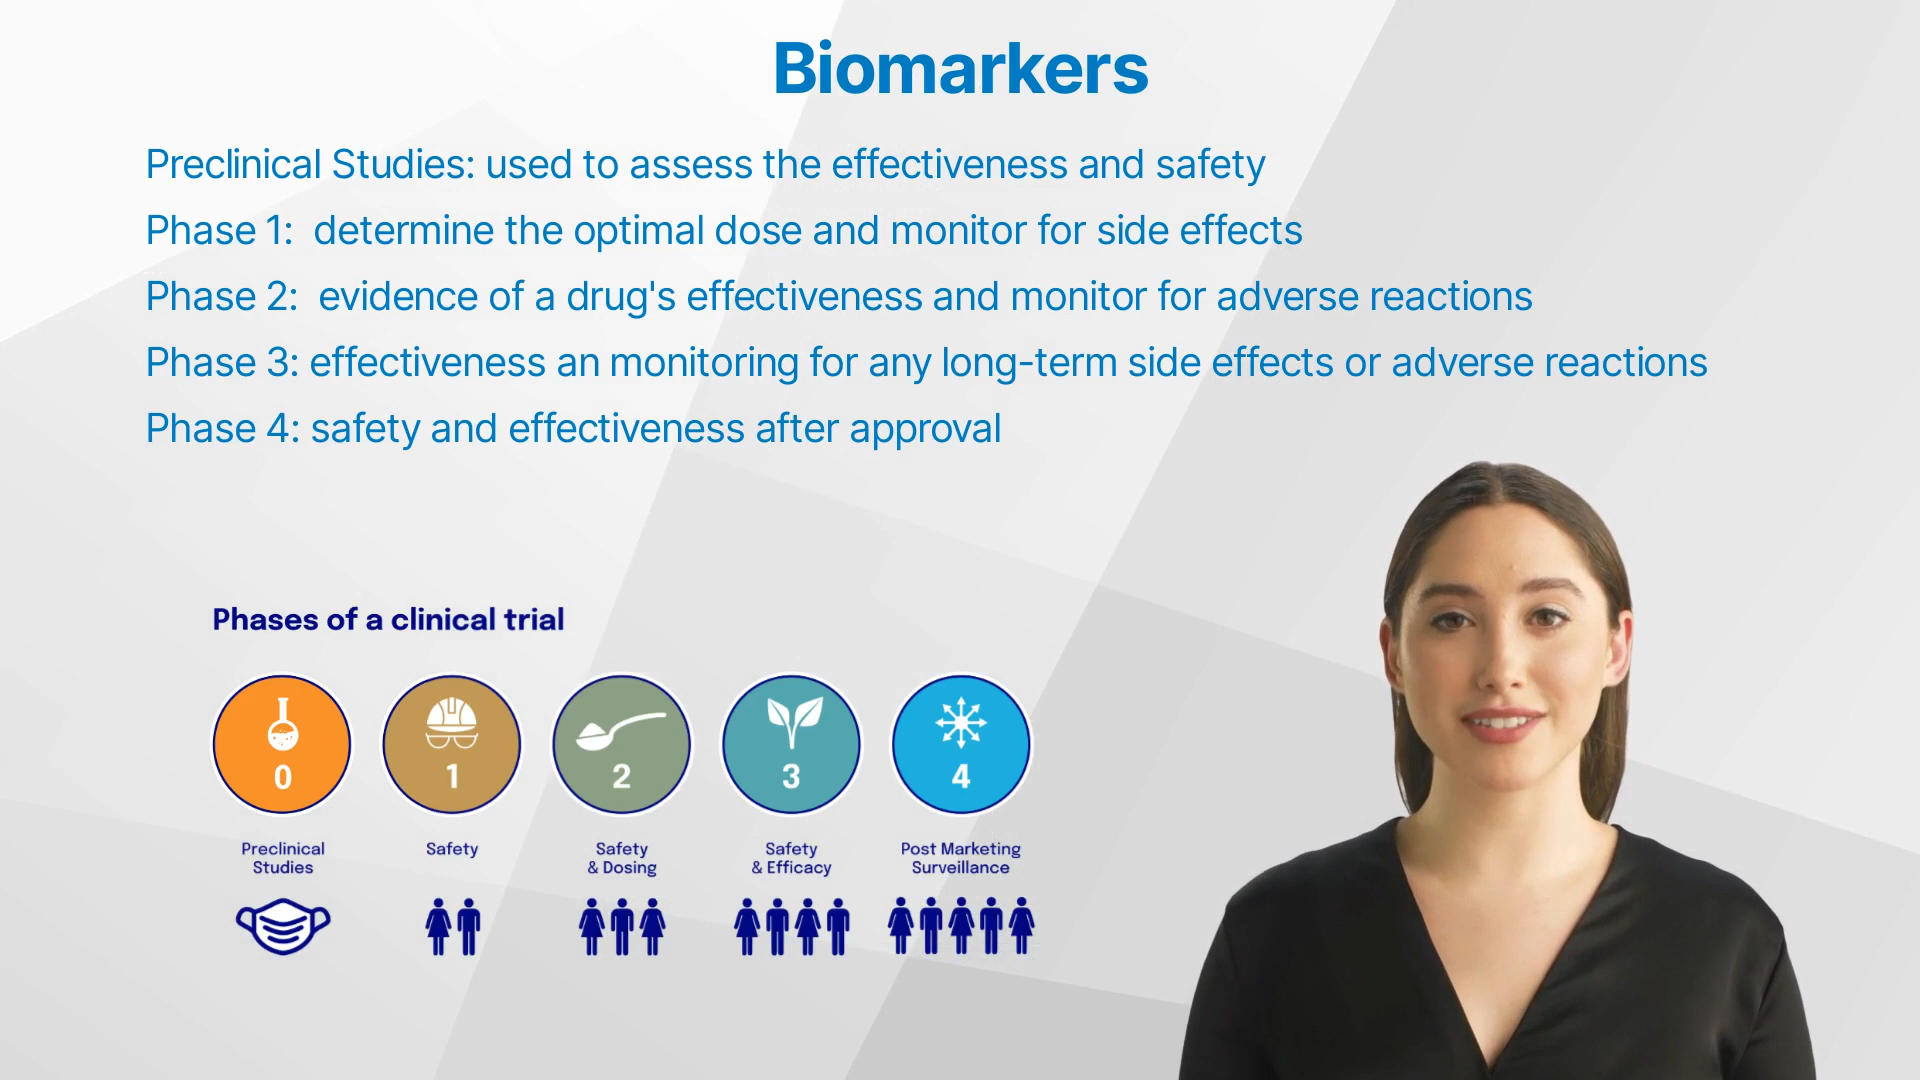 Biomarkers
Preclinical Studies: used to assess the effectiveness and safety
Phase 1:  determine the optimal dose and monitor for side effects
Phase 2:  evidence of a drug's effectiveness and monitor for adverse reactions
Phase 3: effectiveness an monitoring for any long-term side effects or adverse reactions
Phase 4: safety and effectiveness after approval
Phases of a clinical trial
0
1
2
3
4
Preclinical
Studies
Safety
Safety
& Dosing
Safety
& Efficacy
Post Marketing
Surveillance